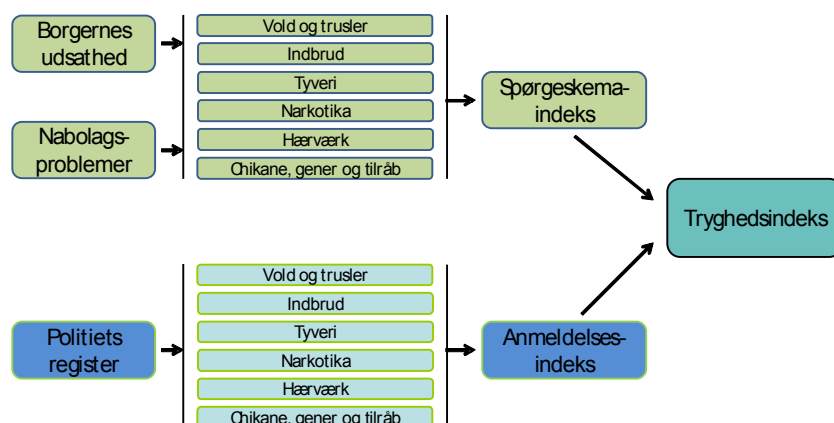 Borgernes
udsathed
Nabolags-
problemer
Vold og trusler
Indbrud
Tyveri
Narkotika
Hærværk
Chikane, gener og tilråb
Spørgeskema-
indeks
Tryghedsindeks
Politiets
register
Vold og trusler
Indbrud
Tyveri
Narkotika
Hærværk
Chikane, gener og tilråb
Anmeldelses-
indeks